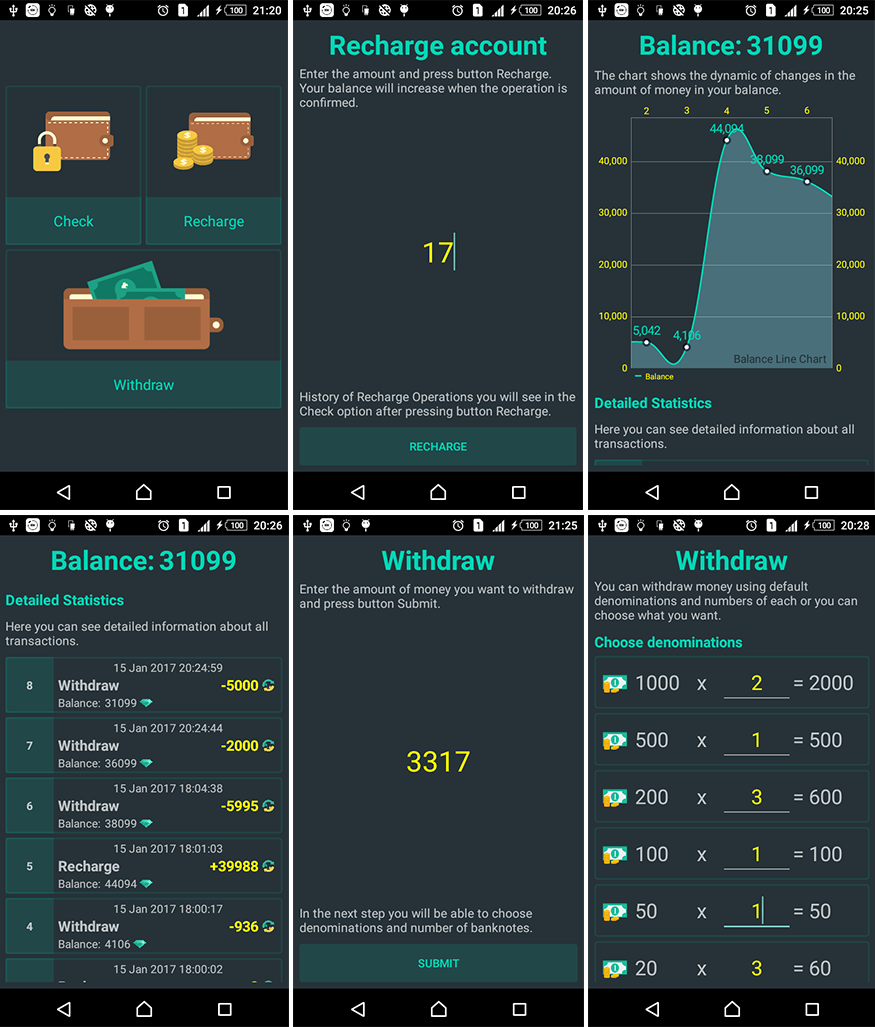 100 21:20
Check
Recharge
Withdraw
100 20:26
Recharge account
Enter the amount and press button Recharge.
Your balance will increase when the operation is
confirmed.
17
History of Recharge Operations you will see in the
Check option after pressing button Recharge.
RECHARGE
100 20:25
Balance: 31099
The chart shows the dynamic of changes in the
amount of money in your balance.
2 3 4 5 6
44,094
40,000 38,099 40,000
36,099
30,000 30,000
20,000 20,000
10,000 10,000
5,042 4,106
Balance Line Chart
0 0
Balance
Detailed Statistics
Here you can see detailed information about all
transactions.
100 20:26
Balance: 31099
Detailed Statistics
Here you can see detailed information about all
transactions.
15 Jan 2017 20:24:59
8 Withdraw -5000
Balance: 31099
15 Jan 2017 20:24:44
7 Withdraw -2000
Balance: 36099
15 Jan 2017 18:04:38
6 Withdraw -5995
Balance: 38099
15 Jan 2017 18:01:03
5 Recharge +39988
Balance: 44094
15 Jan 2017 18:00:17
4 Withdraw -936
Balance: 4106
15 Jan 2017 18:00:02
100 21:25
Withdraw
Enter the amount of money you want to withdraw
and press button Submit.
3317
In the next step you will be able to choose
denominations and number of banknotes.
SUBMIT
100 20:28
Withdraw
You can withdraw money using default
denominations and numbers of each or you can
choose what you want.
Choose denominations
1000 x 2 = 2000
500 x 1 = 500
200 x 3 = 600
100 x 1 = 100
50 x 1 = 50
20 x 3 = 60